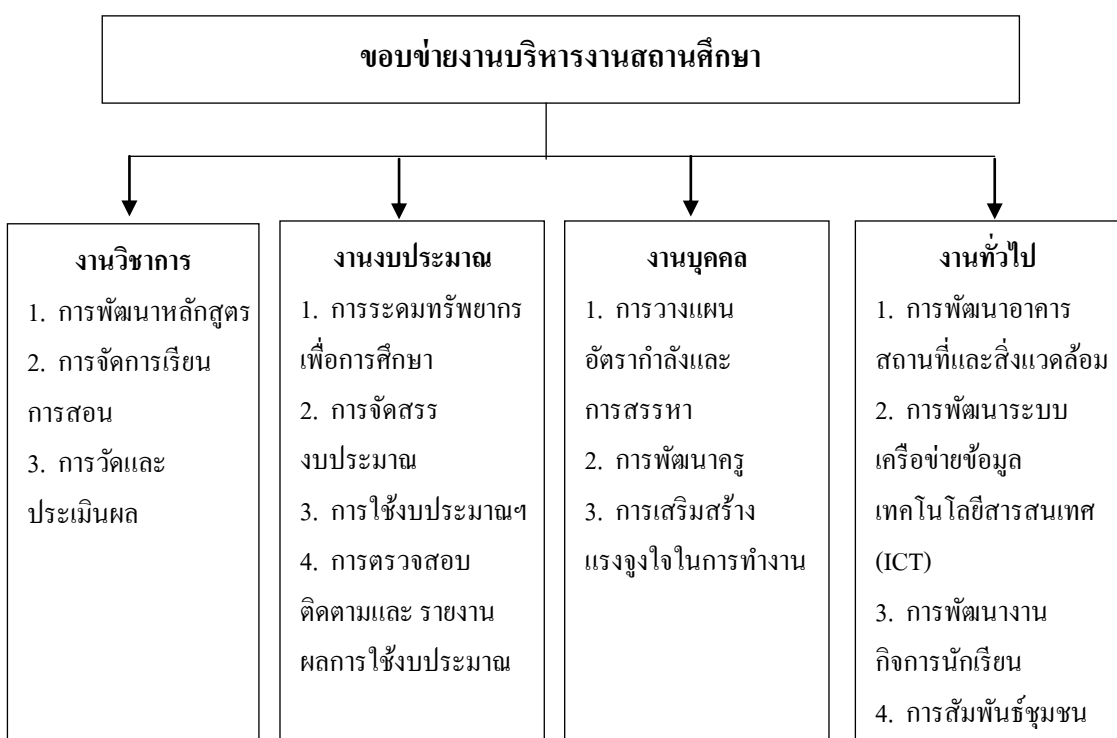 ขอบข่ายงานบริหารงานสถานศึกษา
งานวิชาการ
1. การพัฒนาหลักสูตร
2. การจัดการเรียน
การสอน
3. การวัดและ
ประเมินผล
งานงบประมาณ
1. การระดมทรัพยากร
เพื่อการศึกษา
2. การจัดสรร
งบประมาณ
3. การใช้งบประมาณฯ
4. การตรวจสอบ
ติดตามและ รายงาน
ผลการใช้งบประมาณ
งานบุคคล
1. การวางแผน
อัตรากำลังและ
การสรรหา
2. การพัฒนาครู
3. การเสริมสร้าง
แรงจูงใจในการทำงาน
งานทั่วไป
1. การพัฒนาอาคาร
สถานที่และสิ่งแวดล้อม
2. การพัฒนาระบบ
เครือข่ายข้อมูล
เทคโนโลยีสารสนเทศ
(ICT)
3. การพัฒนางาน
กิจการนักเรียน
4. การสัมพันธ์ชุมชน